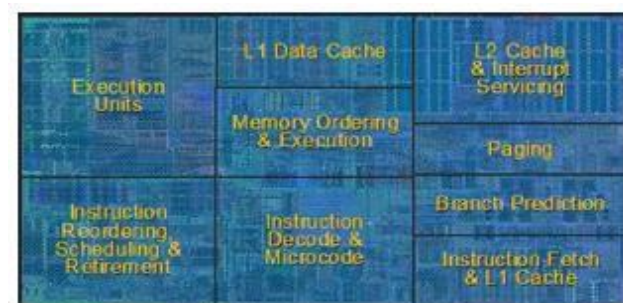 Execution
Units
L1 Data Cache
L2 Cache
& Interrupt
Servicing
Memory Ordering
& Execution
Paging
Instruction
Reordering,
Scheduling &
Retirement
Instruction
Decode &
Microcode
Branch Prediction
Instruction Fetch
& L1 Cache